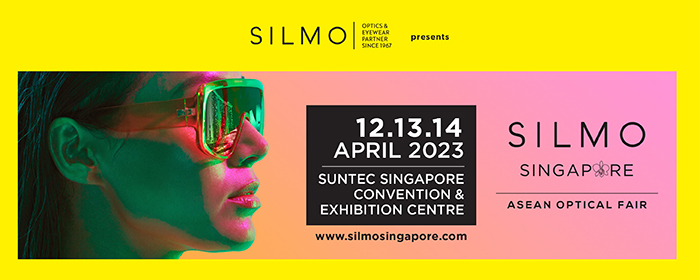 SILMO
OPTICS &
EYEWEAR
PARTNER
SINCE 1967
presents
12.13.14
APRIL 2023
SUNTEC SINGAPORE
CONVENTION &
EXHIBITION CENTRE
www.silmosingapore.com
SILMO
SINGAPORE
ASEAN OPTICAL FAIR